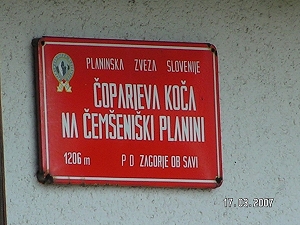 PLANINSKA ZVEZA SLOVENIJE
ČOPARJEVA KOČA
NA ČEMŠENIŠKI PLANINI
1206 m P D ZAGORJE OB SAVI
17.03.2007